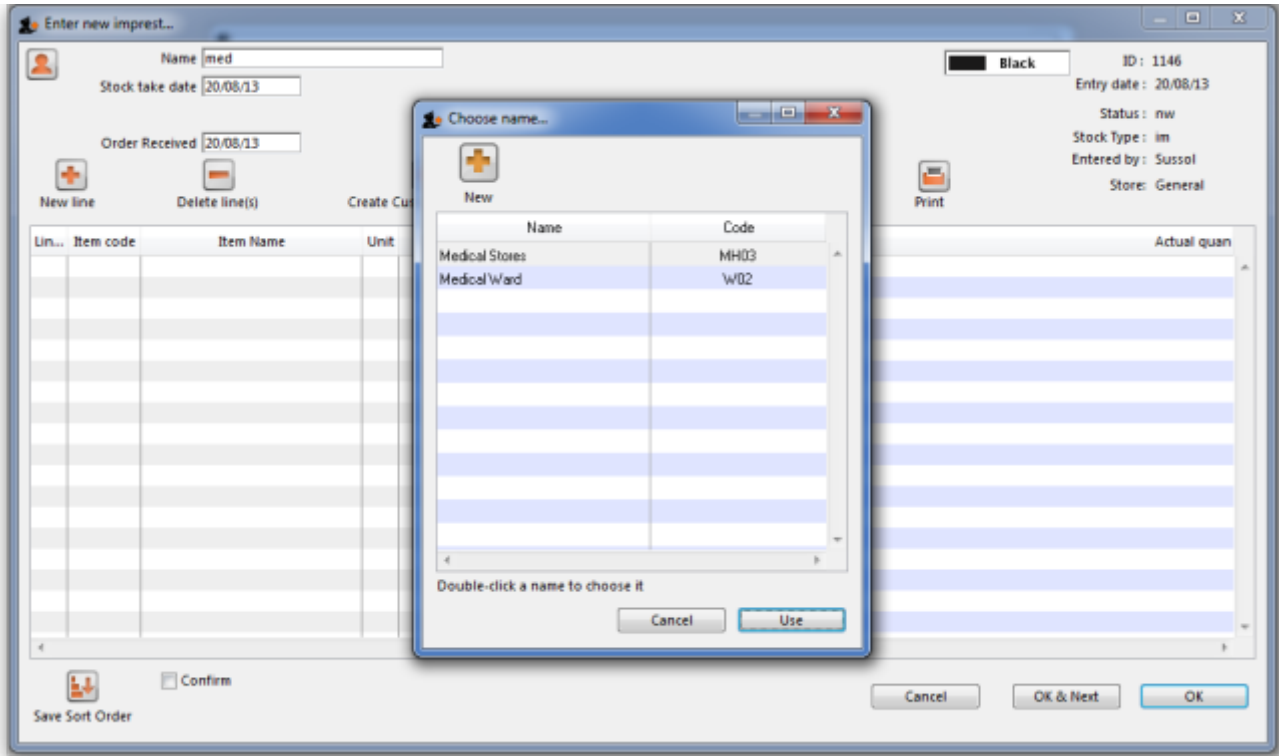 Enter new imprest...
Name med
Black
ID : 1146
Stock take date 20/08/13
Entry date : 20/08/13
Status : nw
Order Received 20/08/13
Stock Type : im
Entered by : Sussol
Store: General
New line
Delete line(s)
Create Cus
Print
Lin... Item code Item Name Unit
Actual quan
Choose name...
New
Name Code
Medical Stores MH03
Medical Ward W02
Double-click a name to choose it
Cancel Use
Confirm
Save Sort Order
Cancel OK & Next OK